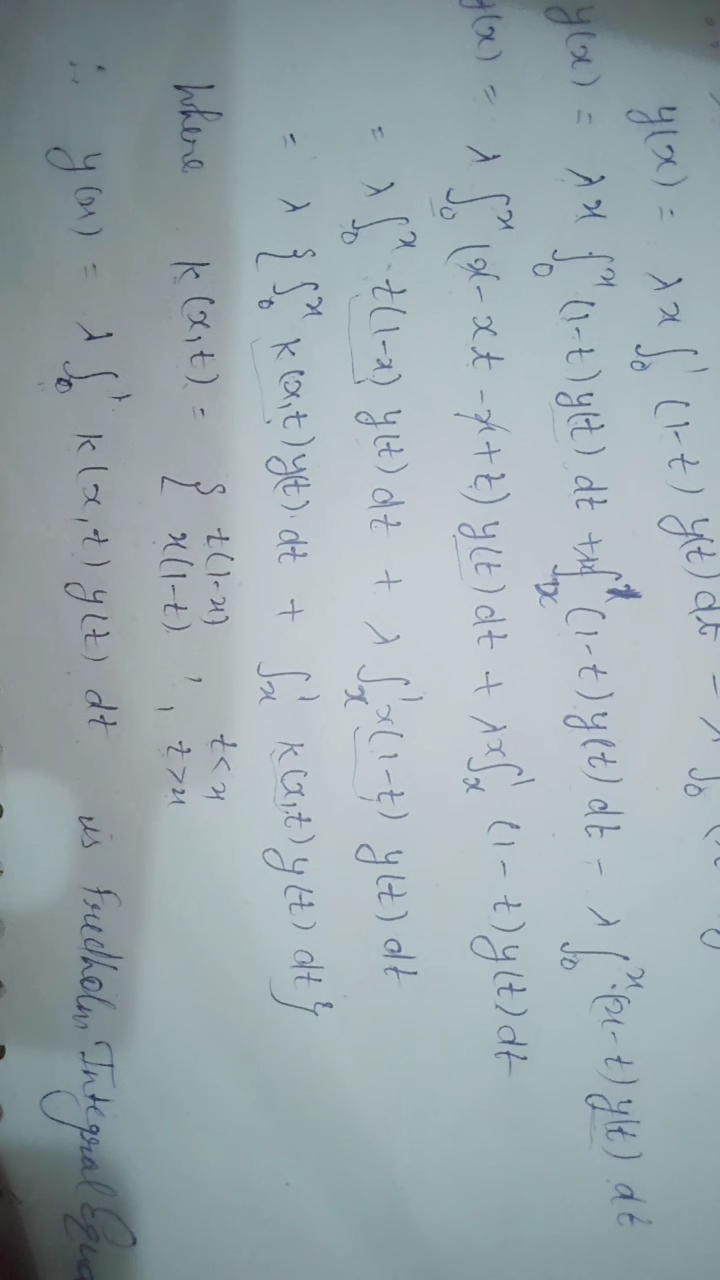 y(x) = λx ∫₀¹ (1-t) y(t) dt - λ ∫₀
y(x) = λx ∫₀ˣ (1-t) y(t) dt + λx ∫ₓ¹ (1-t) y(t) dt - λ ∫₀ˣ (x-t) y(t) dt
y(x) = λ ∫₀ˣ (x - xt - x + t) y(t) dt + λx ∫ₓ¹ (1-t) y(t) dt
= λ ∫₀ˣ t(1-x) y(t) dt + λ ∫ₓ¹ x(1-t) y(t) dt
= λ { ∫₀ˣ k(x,t) y(t) dt + ∫ₓ¹ k(x,t) y(t) dt }
Where k(x,t) = { t(1-x) , t<x
x(1-t) , t>x
∴ y(x) = λ ∫₀¹ k(x,t) y(t) dt is Fredholm Integral Equa